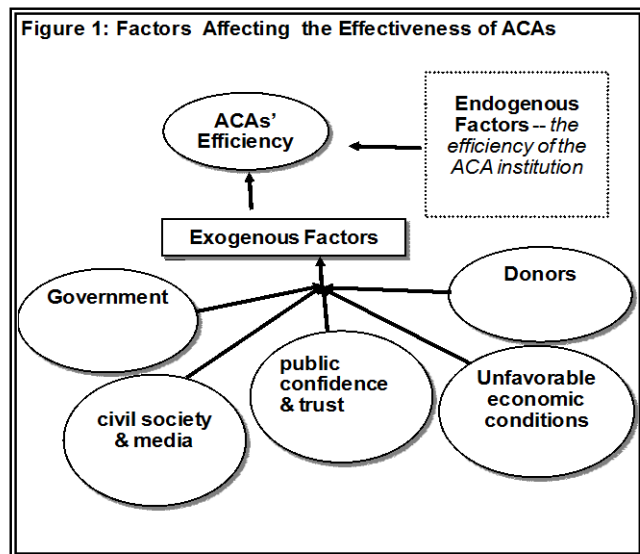 Figure 1: Factors Affecting the Effectiveness of ACAs
ACAs'
Efficiency
Endogenous
Factors -- the
efficiency of the
ACA institution
Exogenous Factors
Government
Donors
civil society
& media
public
confidence
& trust
Unfavorable
economic
conditions